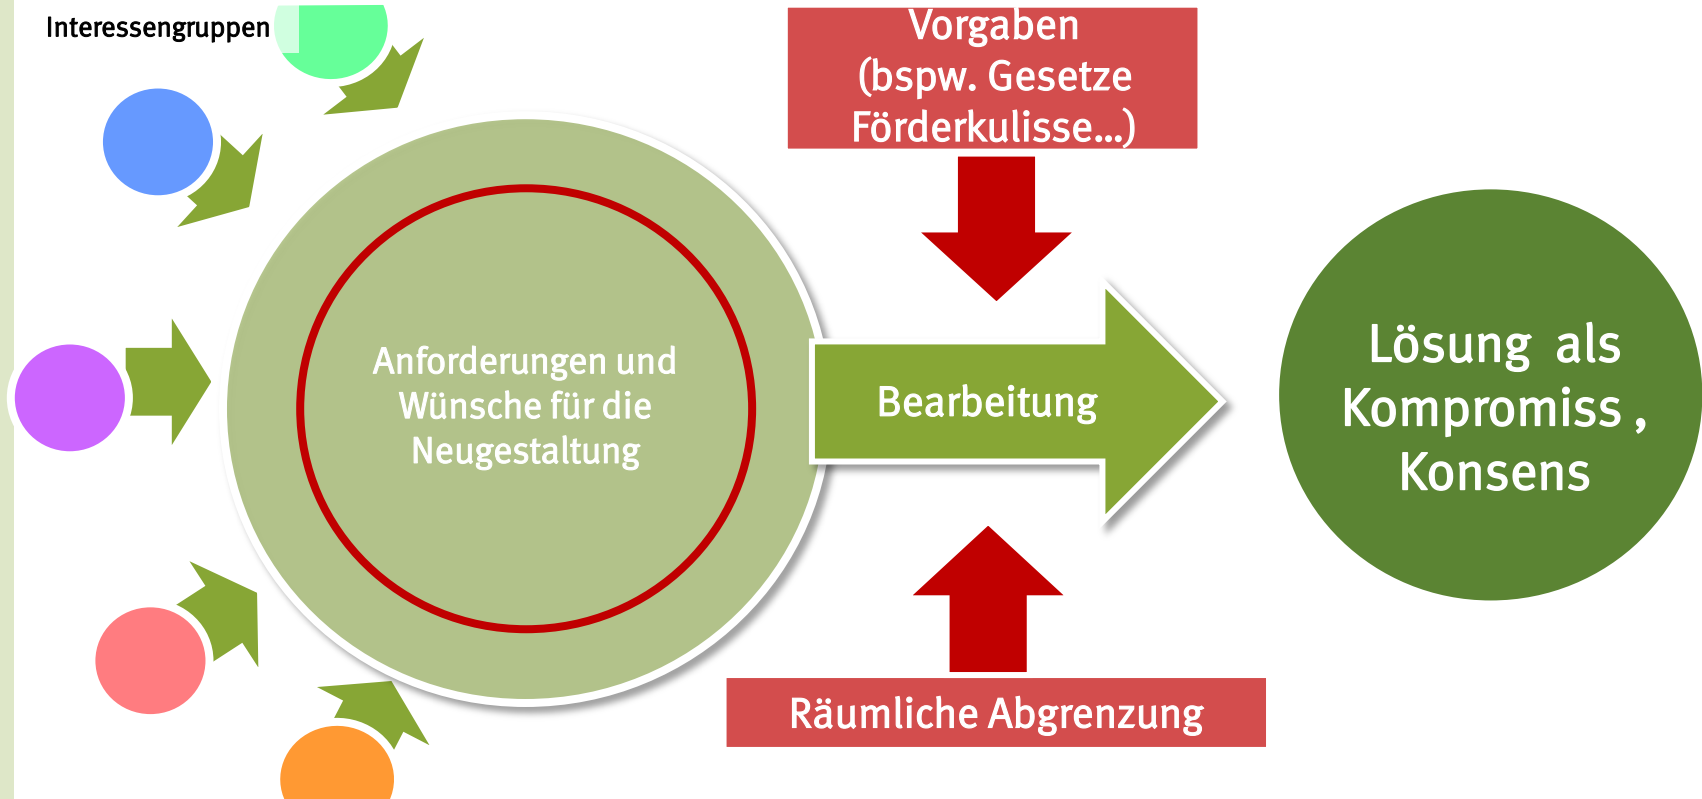 Interessengruppen
Vorgaben
(bspw. Gesetze
Förderkulisse...)
Anforderungen und
Wünsche für die
Neugestaltung
Bearbeitung
Lösung als
Kompromiss ,
Konsens
Räumliche Abgrenzung